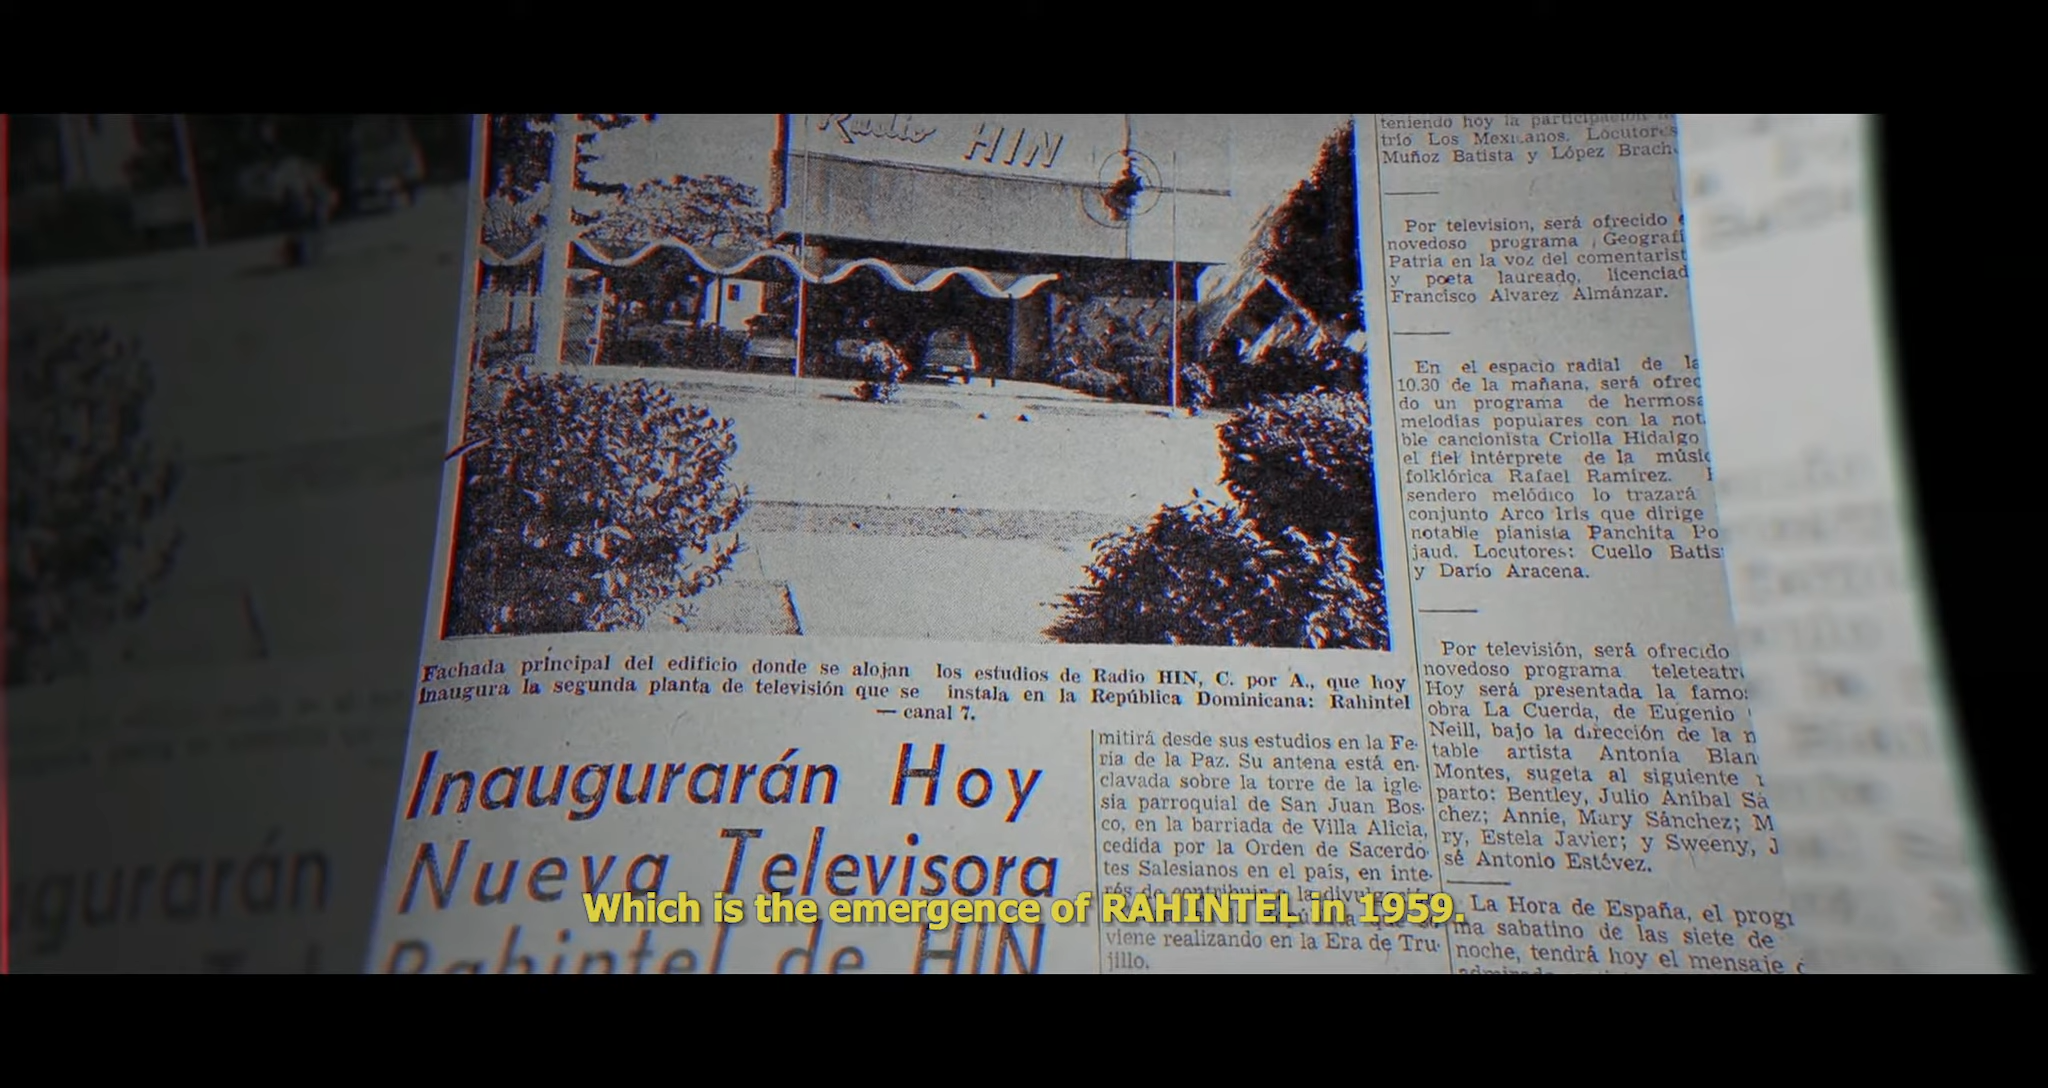 Radio HIN
Fachada principal del edificio donde se alojan los estudios de Radio HIN, C. por A., que hoy
inaugura la segunda planta de televisión que se instala en la República Dominicana: Rahintel
— canal 7.
Inaugurarán Hoy
Nueva Televisora
Rahintel de HIN
mitirá desde sus estudios en la Fe-
ria de la Paz. Su antena está en-
clavada sobre la torre de la igle-
sia parroquial de San Juan Bos-
co, en la barriada de Villa Alicia,
cedida por la Orden de Sacerdo-
tes Salesianos en el país, en inte-
rés de contribuir a la divulgación
viene realizando en la Era de Tru-
jillo.
teniendo hoy la participación
trío Los Mexicanos. Locutores
Muñoz Batista y López Brach
Por television, será ofrecido
novedoso programa Geografí
Patria en la voz del comentarist
y poeta laureado, licenciad
Francisco Alvarez Almánzar.
En el espacio radial de la
10.30 de la mañana, será ofrec
do un programa de hermosa
melodías populares con la not
ble cancionista Criolla Hidalgo
el fiel intérprete de la músic
folklórica Rafael Ramírez.
sendero melódico lo trazará
conjunto Arco Iris que dirige
notable pianista Panchita Po
jaud. Locutores: Cuello Batis
y Darío Aracena.
Por televisión, será ofrecido
novedoso programa teleteatr
Hoy será presentada la famo
obra La Cuerda, de Eugenio
Neill, bajo la dirección de la n
table artista Antonia Blan
Montes, sugeta al siguiente
parto: Bentley, Julio Aníbal Sá
chez; Annie, Mary Sánchez; M
ry, Estela Javier; y Sweeny, J
sé Antonio Estévez.
La Hora de España, el progr
ma sabatino de las siete de
noche, tendrá hoy el mensaje
gurarán
Which is the emergence of RAHINTEL in 1959.